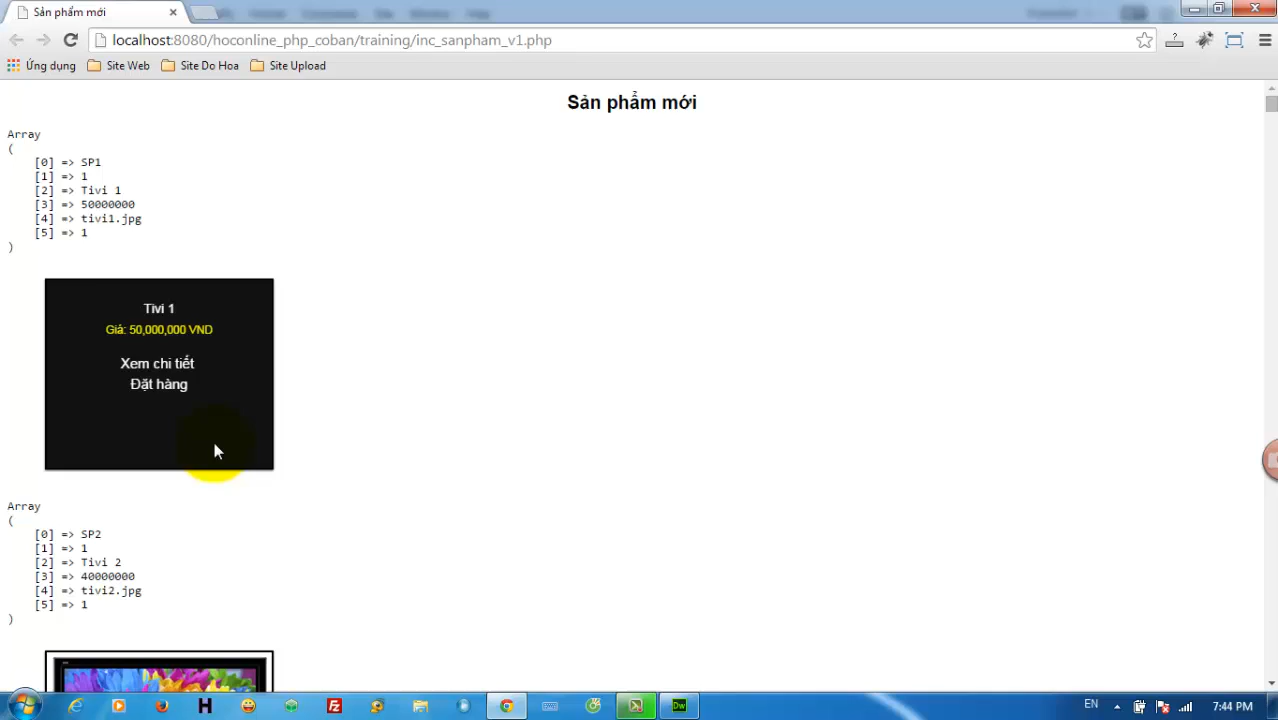 Sản phẩm mới
localhost:8080/hoconline_php_coban/training/inc_sanpham_v1.php
Ứng dụng Site Web Site Do Hoa Site Upload
Sản phẩm mới
Array
(
[0] => SP1
[1] => 1
[2] => Tivi 1
[3] => 50000000
[4] => tivi1.jpg
[5] => 1
)
Tivi 1
Giá: 50,000,000 VND
Xem chi tiết
Đặt hàng
Array
(
[0] => SP2
[1] => 1
[2] => Tivi 2
[3] => 40000000
[4] => tivi2.jpg
[5] => 1
)
EN 7:44 PM